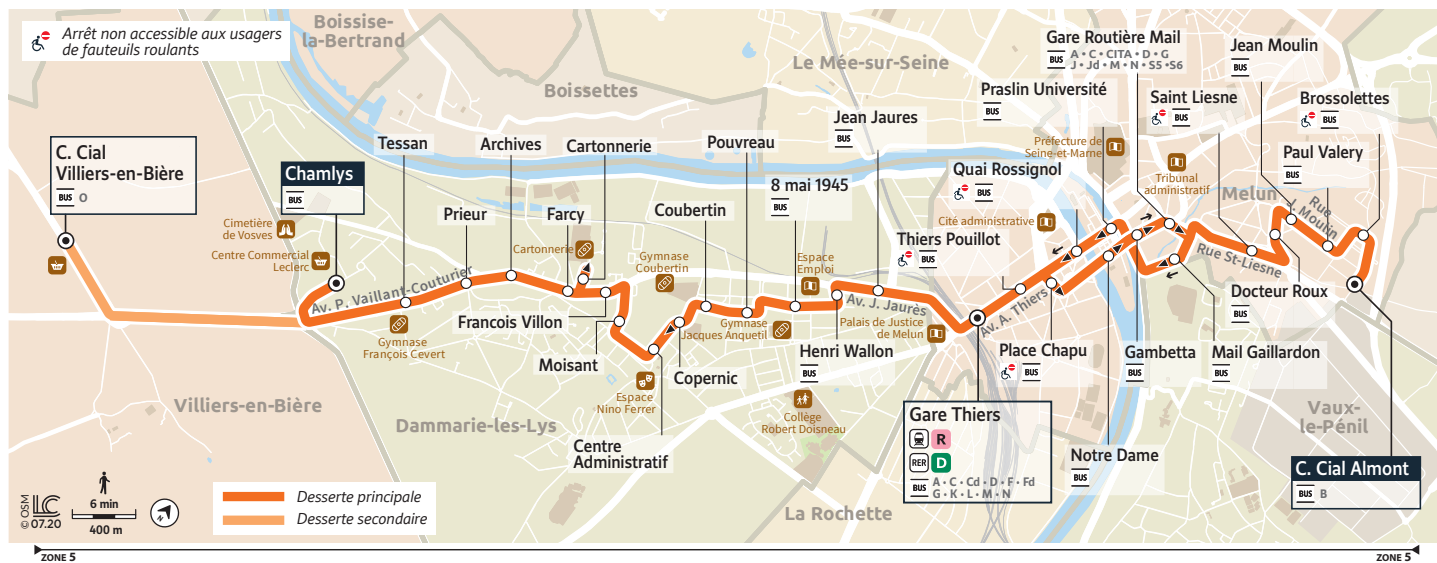 Arrêt non accessible aux usagers
de fauteuils roulants
Boissise-
la-Bertrand
Boissettes
Le Mée-sur-Seine
Gare Routière Mail
BUS A • C • CITA • D • G
J • Jd • M • N • S5 • S6
Jean Moulin
BUS
Praslin Université
BUS
Saint Liesne
BUS
Brossolettes
BUS
Jean Jaures
BUS
C. Cial
Villiers-en-Bière
BUS O
Chamlys
BUS
Tessan
Archives
Cartonnerie
Pouvreau
Préfecture de
Seine-et-Marne
Paul Valery
BUS
Quai Rossignol
BUS
Tribunal
administratif
Melun
8 mai 1945
BUS
Prieur
Farcy
Coubertin
Cité administrative
Rue
J. Moulin
Cimetière
de Vosves
Centre Commercial
Leclerc
Cartonnerie
Gymnase
Coubertin
Espace
Emploi
Thiers Pouillot
BUS
Rue St-Liesne
Av. P. Vaillant-Couturier
Av. J. Jaurès
Av. A. Thiers
Docteur Roux
BUS
Francois Villon
Gymnase
Jacques Anquetil
Palais de Justice
de Melun
Gymnase
François Cevert
Moisant
Copernic
Henri Wallon
BUS
Place Chapu
BUS
Gambetta
BUS
Mail Gaillardon
BUS
Villiers-en-Bière
Dammarie-les-Lys
Espace
Nino Ferrer
Collège
Robert Doisneau
Gare Thiers
R
RER D
BUS A • C • Cd • D • F • Fd
G • K • L • M • N
Vaux-
le-Pénil
Centre
Administratif
Notre Dame
BUS
C. Cial Almont
BUS B
La Rochette
© OSM
LC
07.20
6 min
400 m
Desserte principale
Desserte secondaire
ZONE 5
ZONE 5